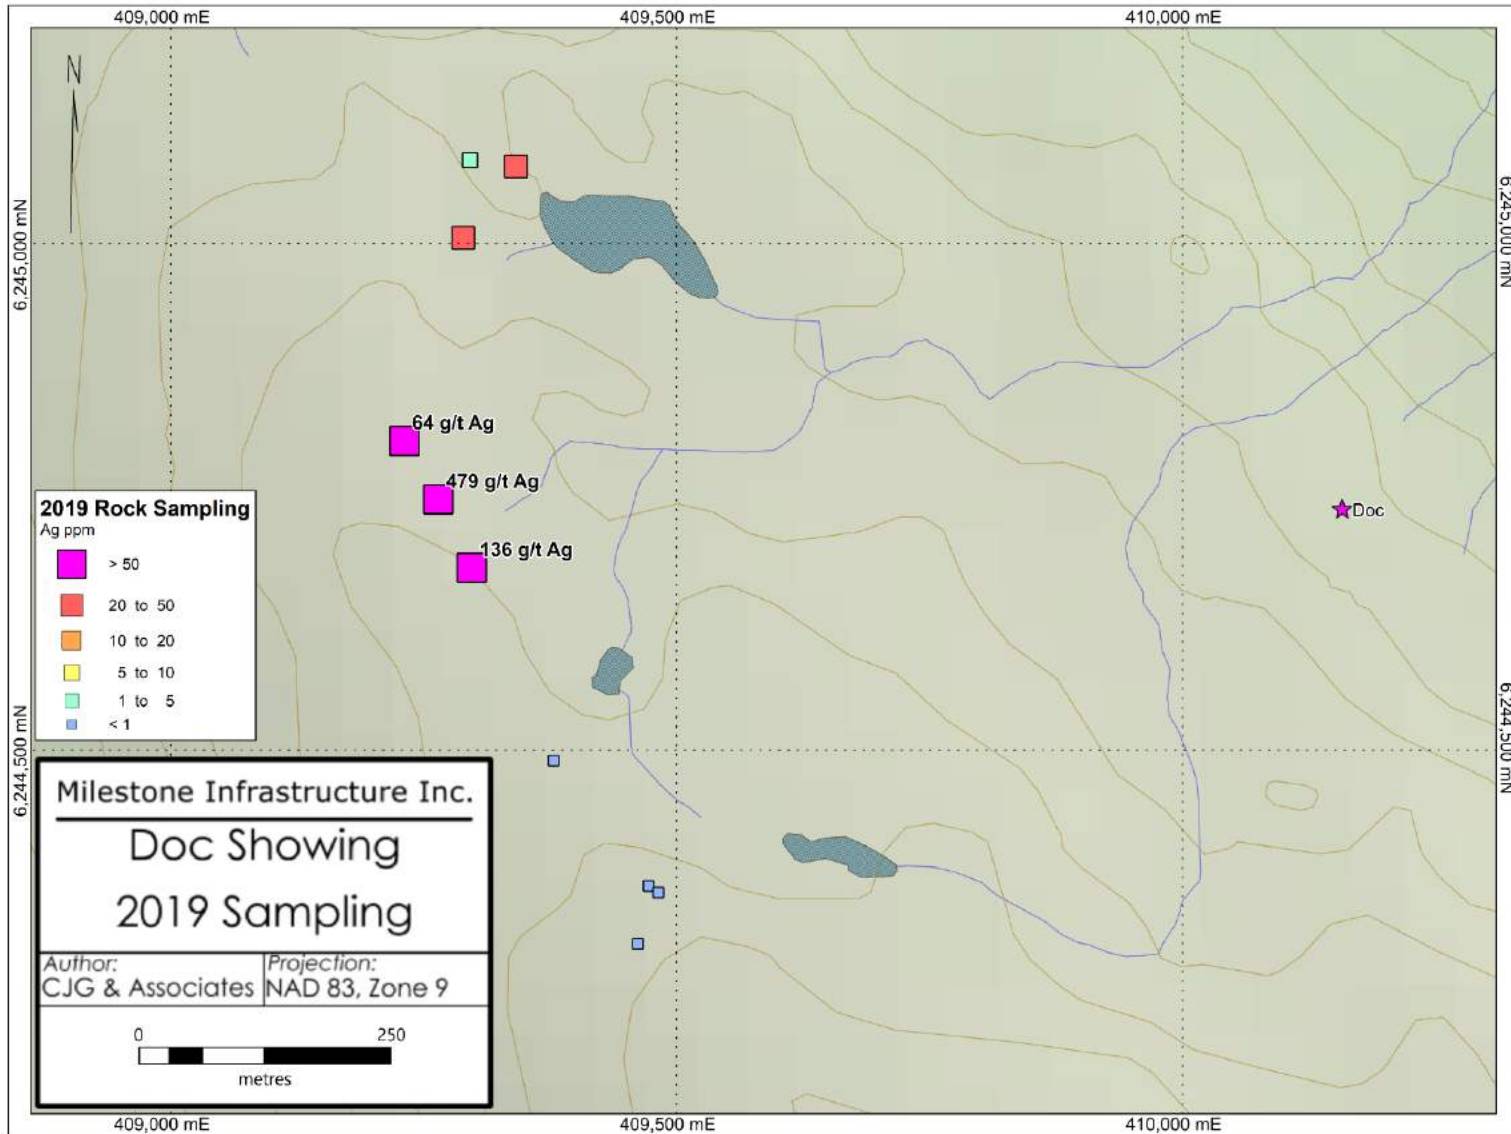 409,000 mE
409,500 mE
410,000 mE
N
6,245,000 mN
6,245,000 mN
64 g/t Ag
479 g/t Ag
136 g/t Ag
Doc
2019 Rock Sampling
Ag ppm
> 50
20 to 50
10 to 20
5 to 10
1 to 5
< 1
6,244,500 mN
6,244,500 mN
Milestone Infrastructure Inc.
Doc Showing
2019 Sampling
Author:
CJG & Associates
Projection:
NAD 83, Zone 9
0 250
metres
409,000 mE
409,500 mE
410,000 mE